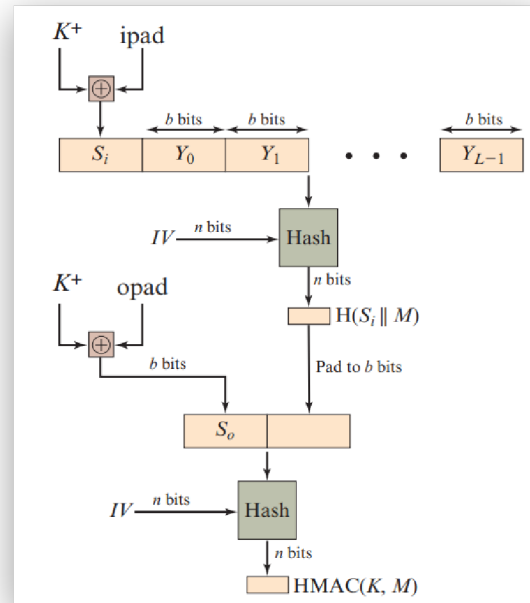 K+ ipad
⊕
b bits b bits b bits
Si Y0 Y1 • • • YL−1
IV n bits Hash
n bits
K+ opad
H(Si || M)
⊕
b bits Pad to b bits
So
IV n bits Hash
n bits
HMAC(K, M)